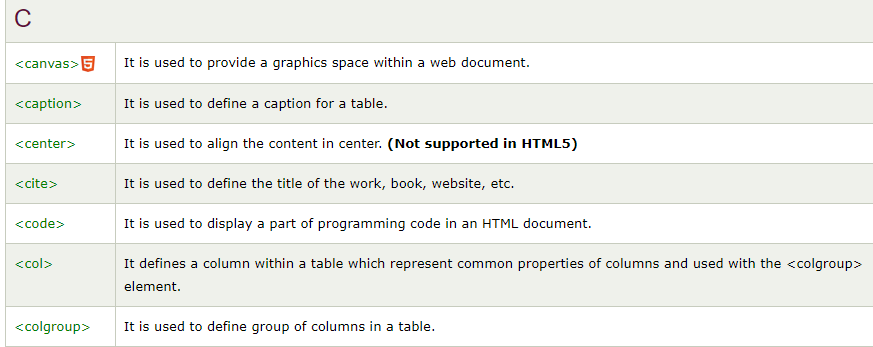 C
<canvas>5 It is used to provide a graphics space within a web document.
<caption> It is used to define a caption for a table.
<center> It is used to align the content in center. (Not supported in HTML5)
<cite> It is used to define the title of the work, book, website, etc.
<code> It is used to display a part of programming code in an HTML document.
<col> It defines a column within a table which represent common properties of columns and used with the <colgroup>
element.
<colgroup> It is used to define group of columns in a table.